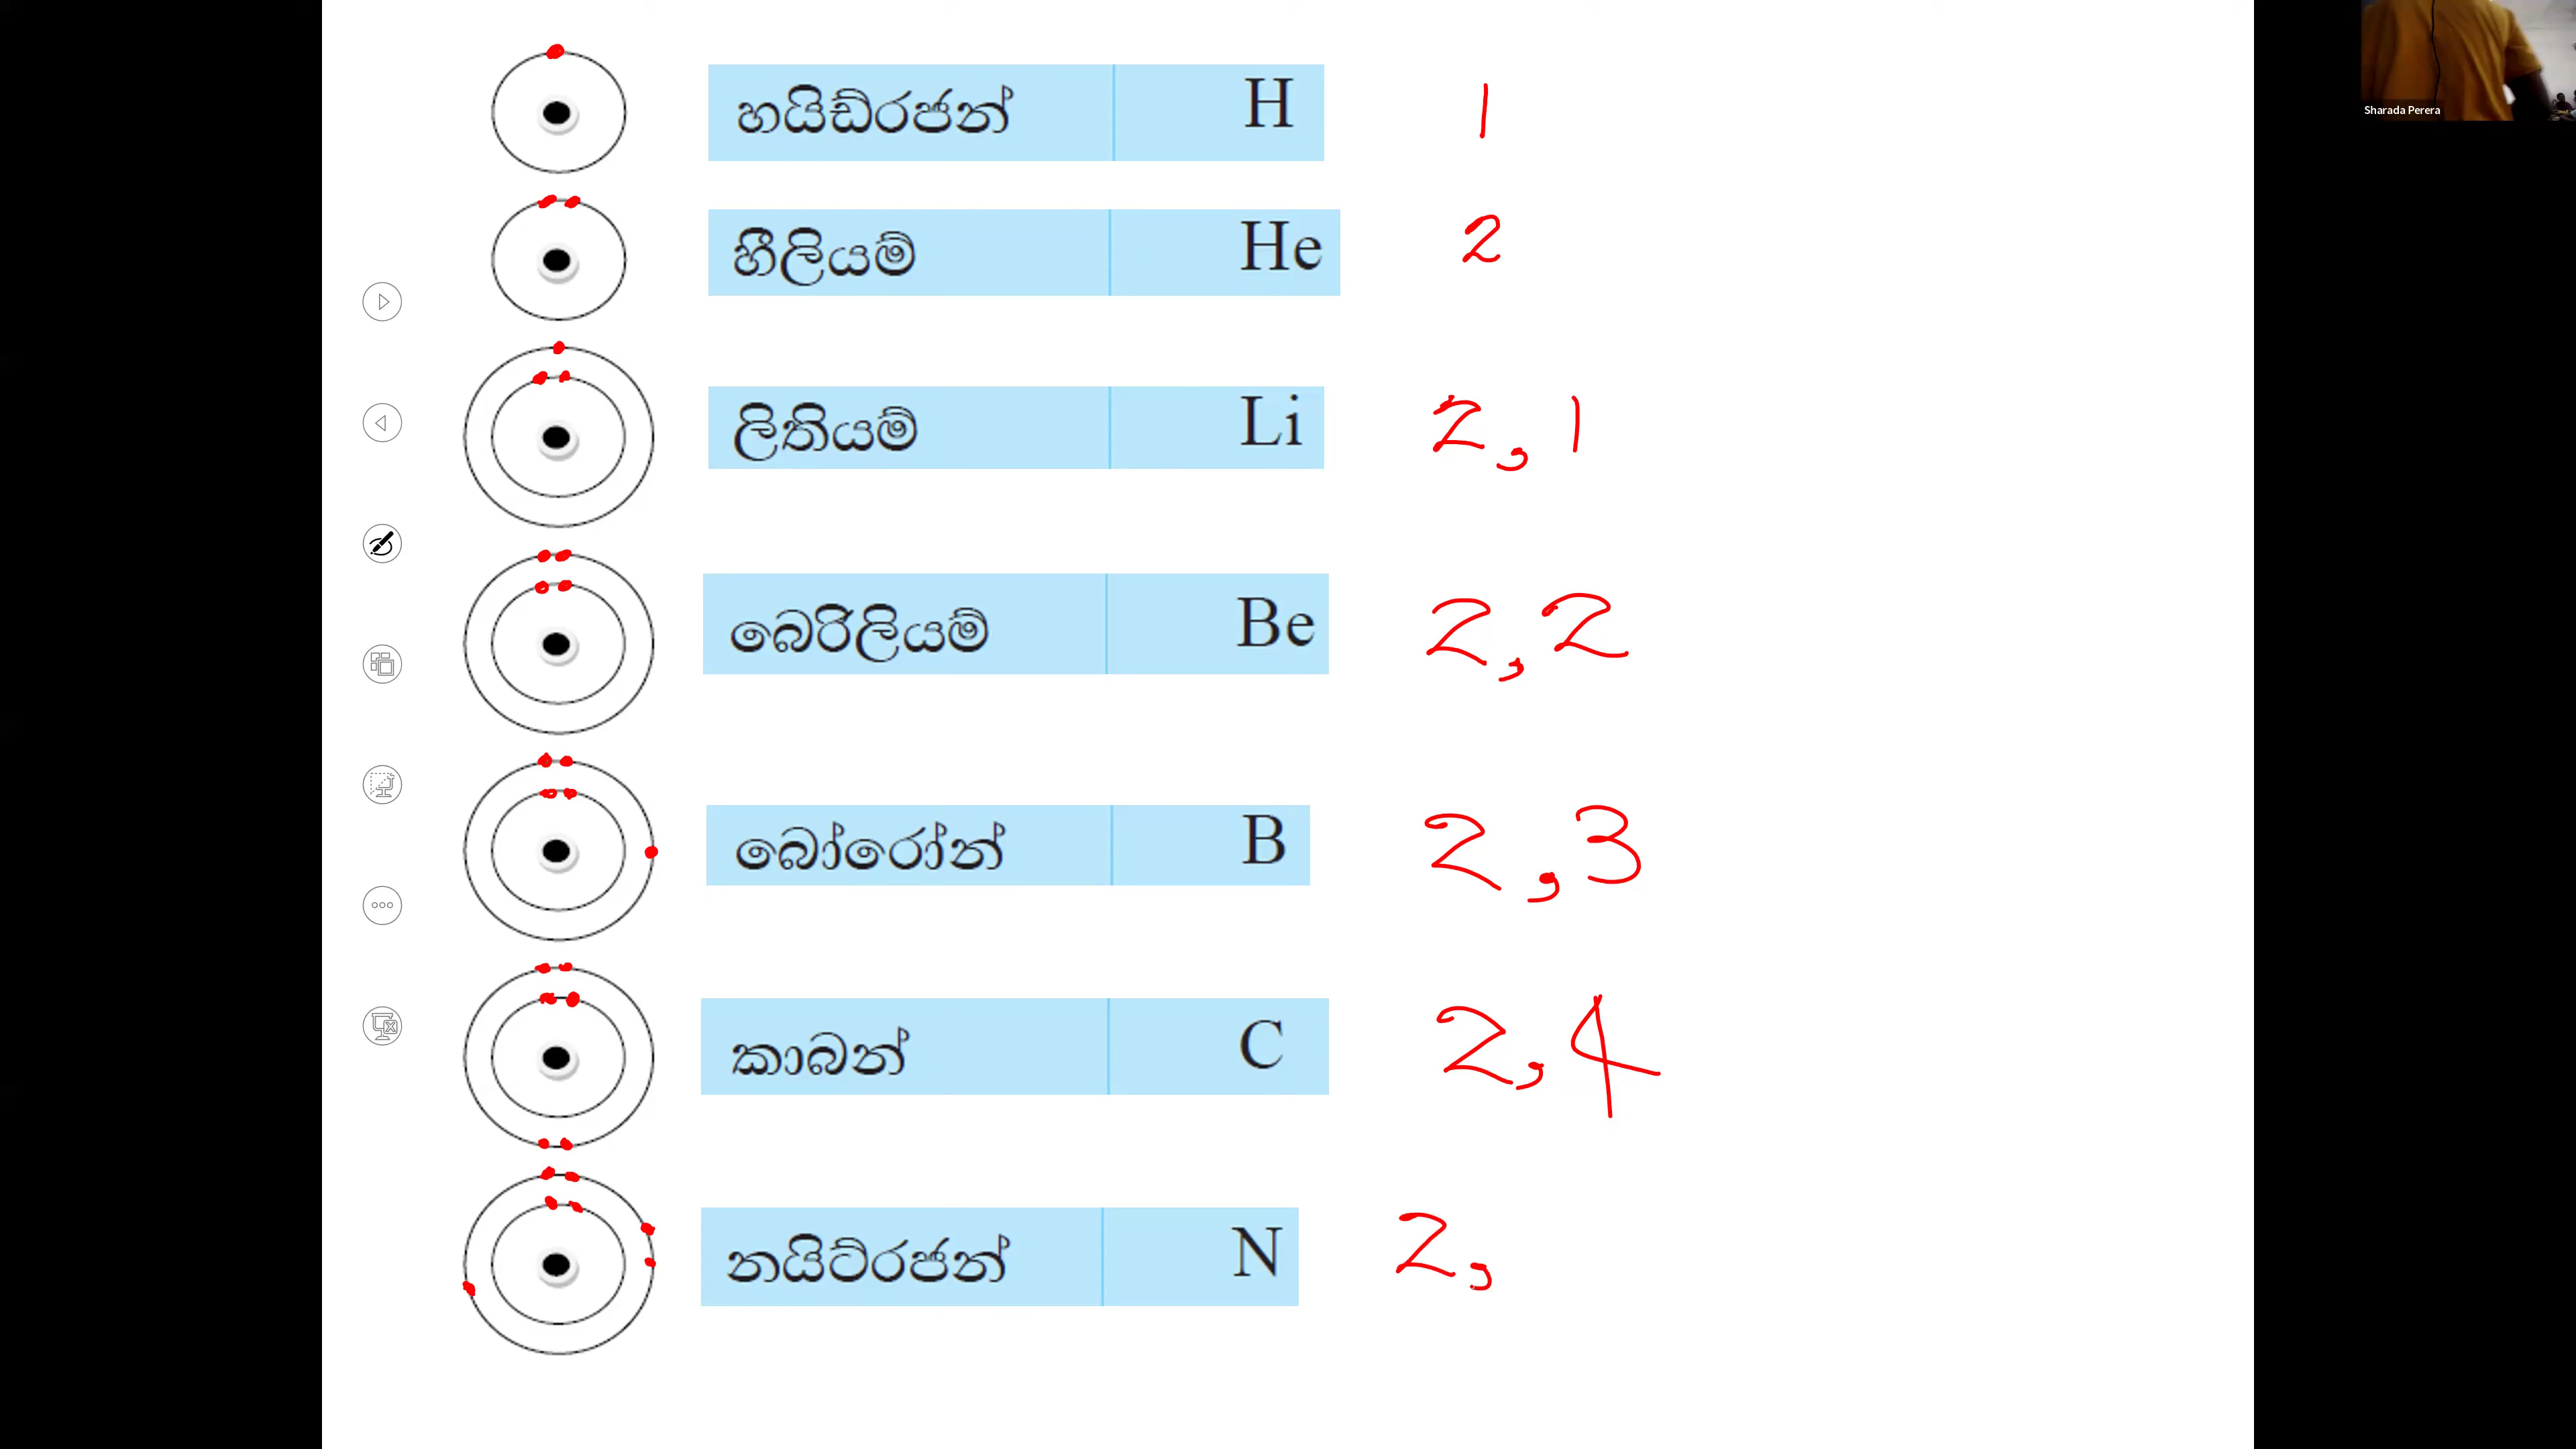 Sharada Perera
හයිඩ්‍රජන් H 1
හීලියම් He 2
ලිතියම් Li 2, 1
බෙරිලියම් Be 2, 2
බෝරෝන් B 2, 3
කාබන් C 2, 4
නයිට්‍රජන් N 2,